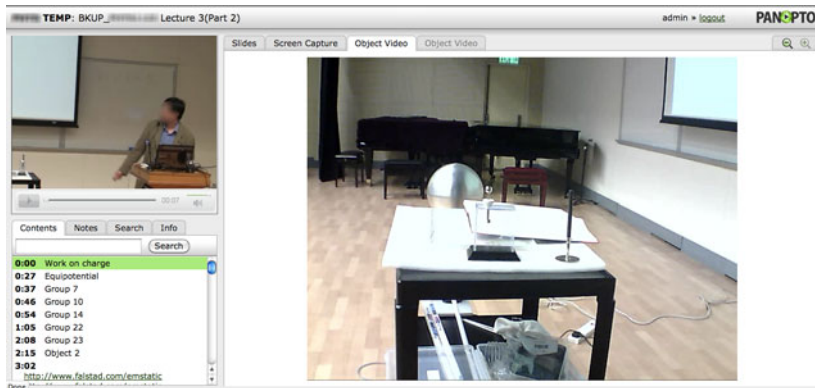 TEMP: BKUP_ Lecture 3(Part 2)
admin » logout
PANOPTO
Slides Screen Capture Object Video Object Video
00:07
Contents Notes Search Info
Search
0:00 Work on charge
0:27 Equipotential
0:37 Group 7
0:46 Group 10
0:54 Group 14
1:05 Group 22
2:08 Group 23
2:15 Object 2
3:02
http://www.falstad.com/emstatic
Done